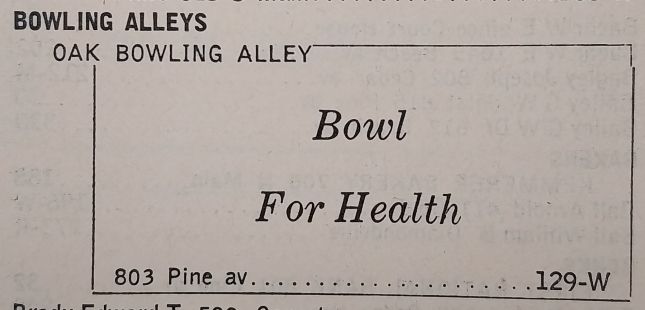 BOWLING ALLEYS
OAK BOWLING ALLEY
Bowl
For Health
803 Pine av.......................129-W